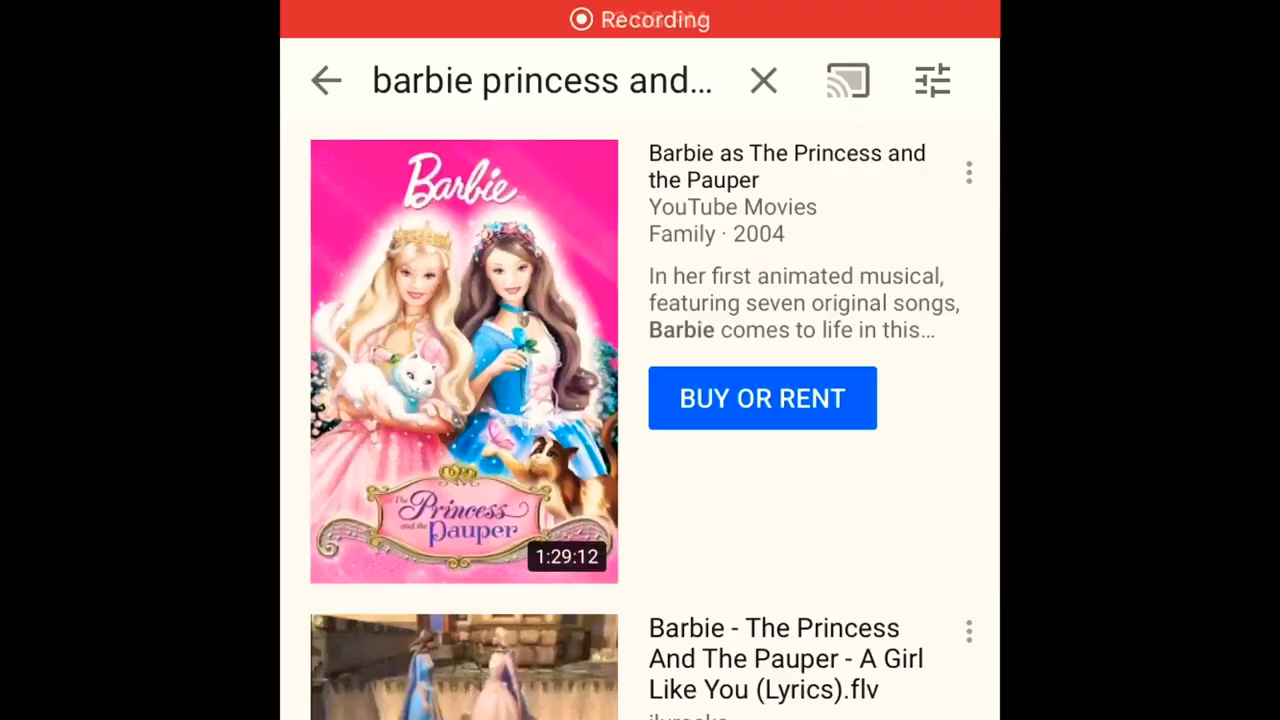 Recording
barbie princess and...
Barbie as The Princess and
the Pauper
YouTube Movies
Family · 2004
In her first animated musical,
featuring seven original songs,
Barbie comes to life in this...
BUY OR RENT
Barbie
The
Princess
and the
Pauper
1:29:12
Barbie - The Princess
And The Pauper - A Girl
Like You (Lyrics).flv